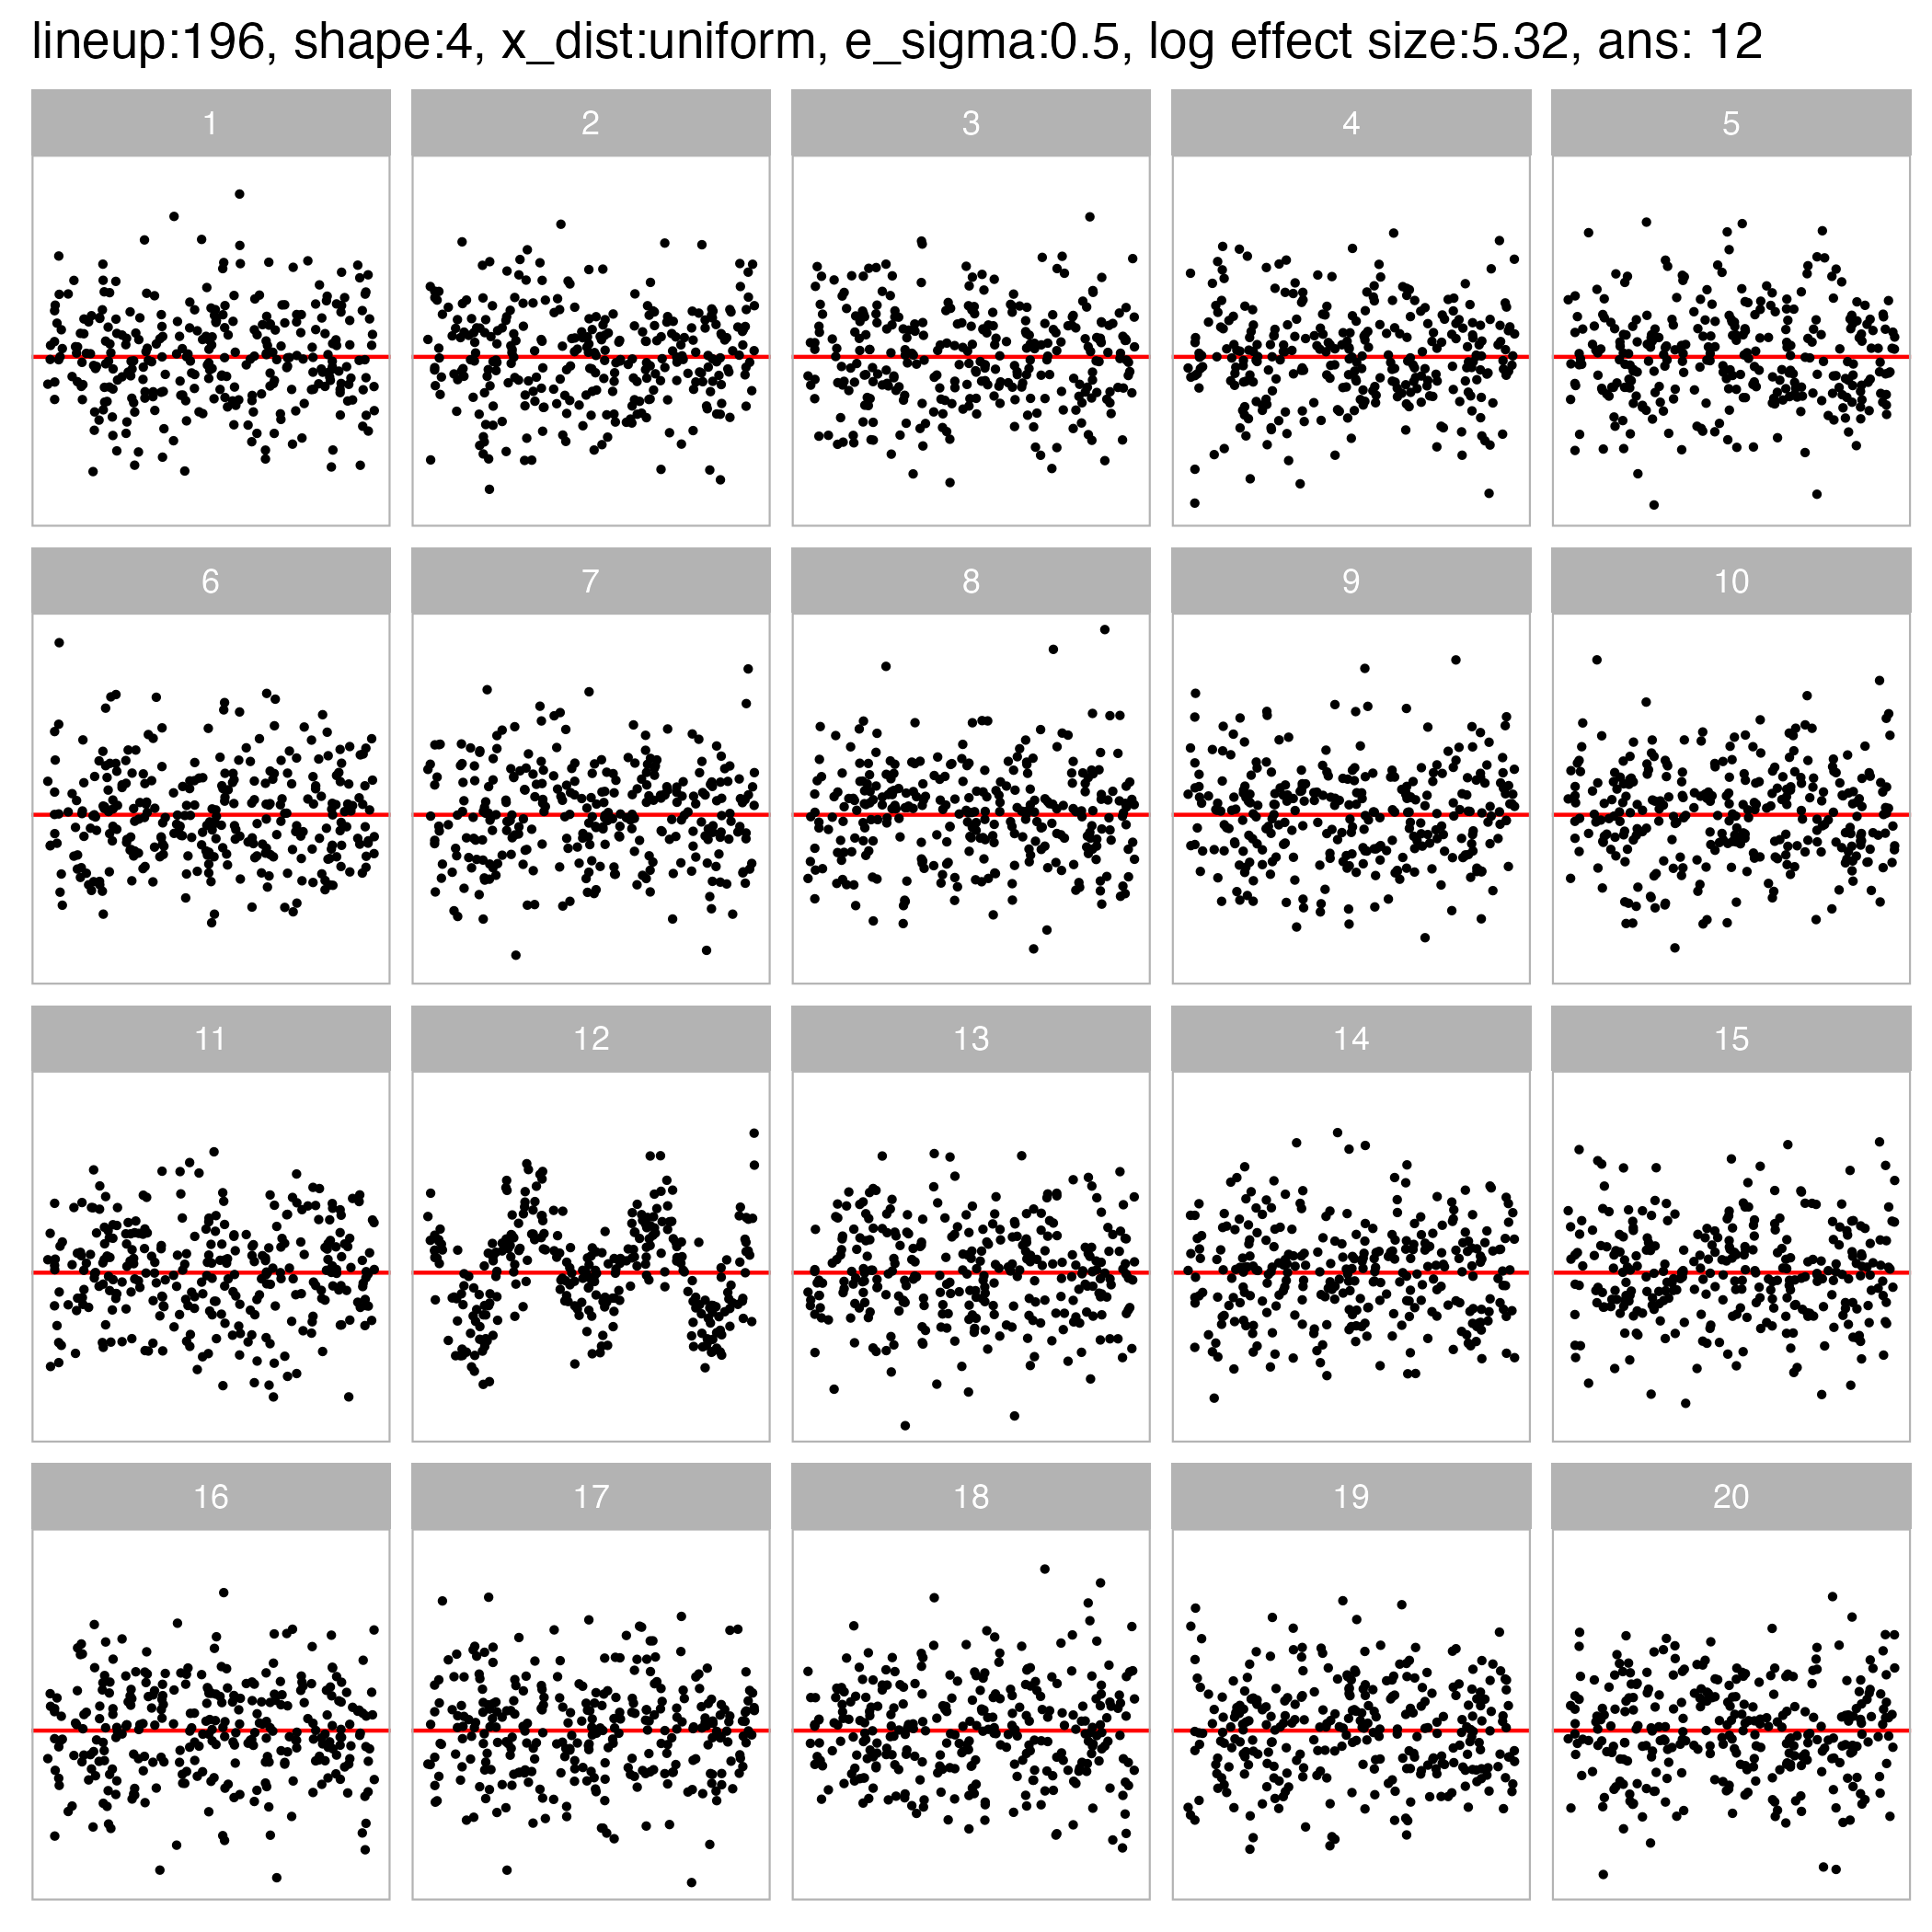 lineup:196, shape:4, x_dist:uniform, e_sigma:0.5, log effect size:5.32, ans: 12
1 2 3 4 5
6 7 8 9 10
11 12 13 14 15
16 17 18 19 20